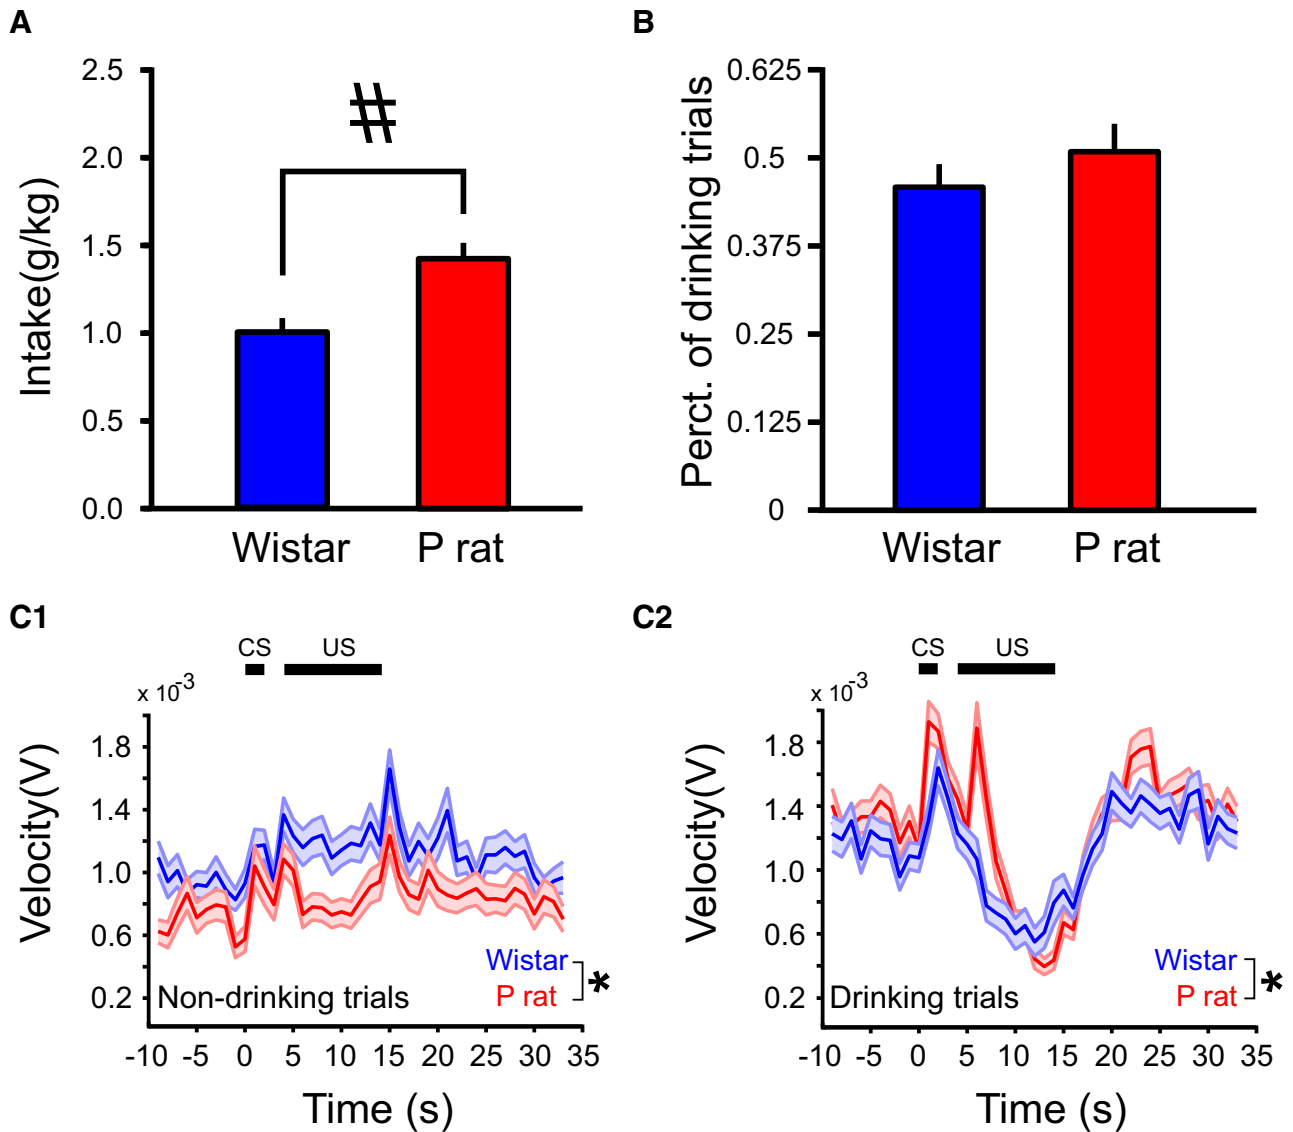 A
Intake(g/kg)
2.5
2.0
1.5
1.0
0.5
0.0
#
Wistar
P rat
B
Perct. of drinking trials
0.625
0.5
0.375
0.25
0.125
0
Wistar
P rat
C1
CS
US
x 10-3
Velocity(V)
1.8
1.4
1.0
0.6
0.2
Wistar
P rat
*
Non-drinking trials
-10 -5 0 5 10 15 20 25 30 35
Time (s)
C2
CS
US
x 10-3
Velocity(V)
1.8
1.4
1.0
0.6
0.2
Wistar
P rat
*
Drinking trials
-10 -5 0 5 10 15 20 25 30 35
Time (s)